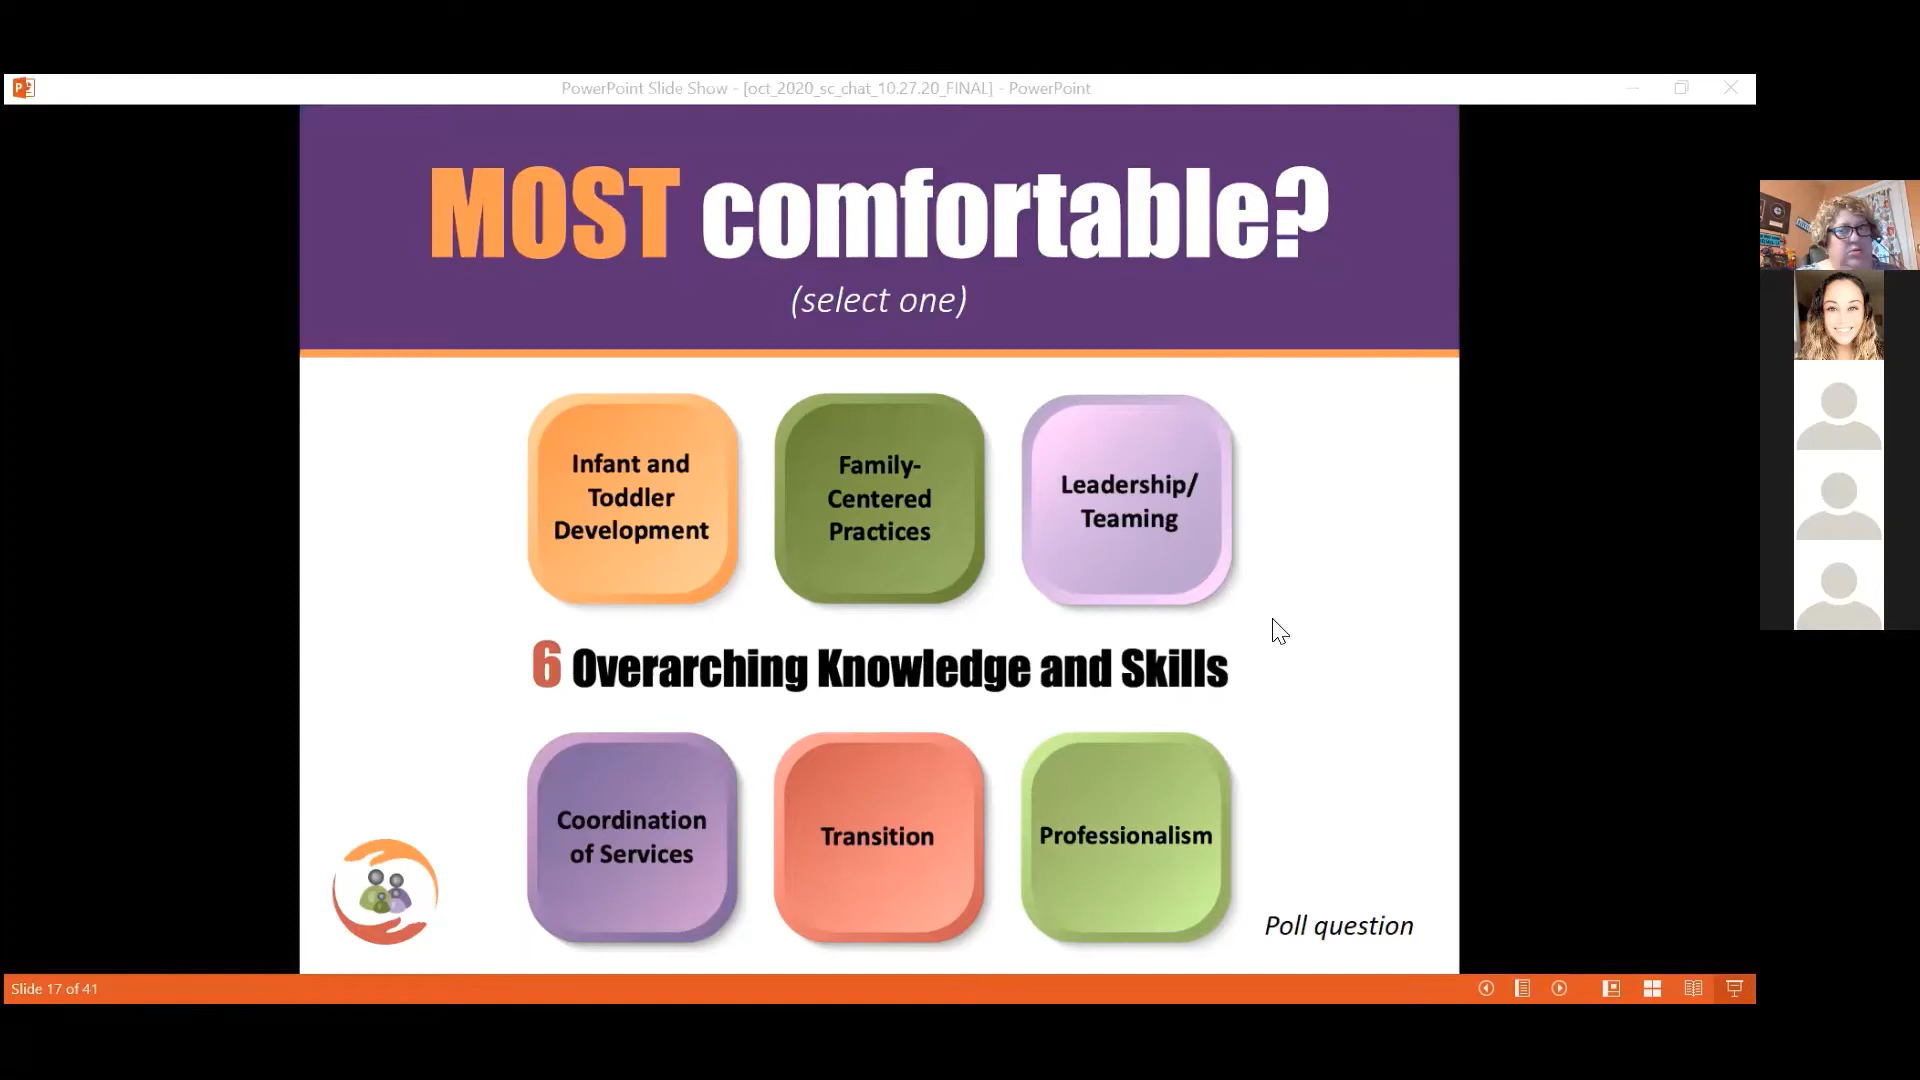 PowerPoint Slide Show - [oct_2020_sc_chat_10.27.20_FINAL] - PowerPoint
MOST comfortable?
(select one)
Infant and
Toddler
Development
Family-
Centered
Practices
Leadership/
Teaming
6 Overarching Knowledge and Skills
Coordination
of Services
Transition
Professionalism
Poll question
Slide 17 of 41